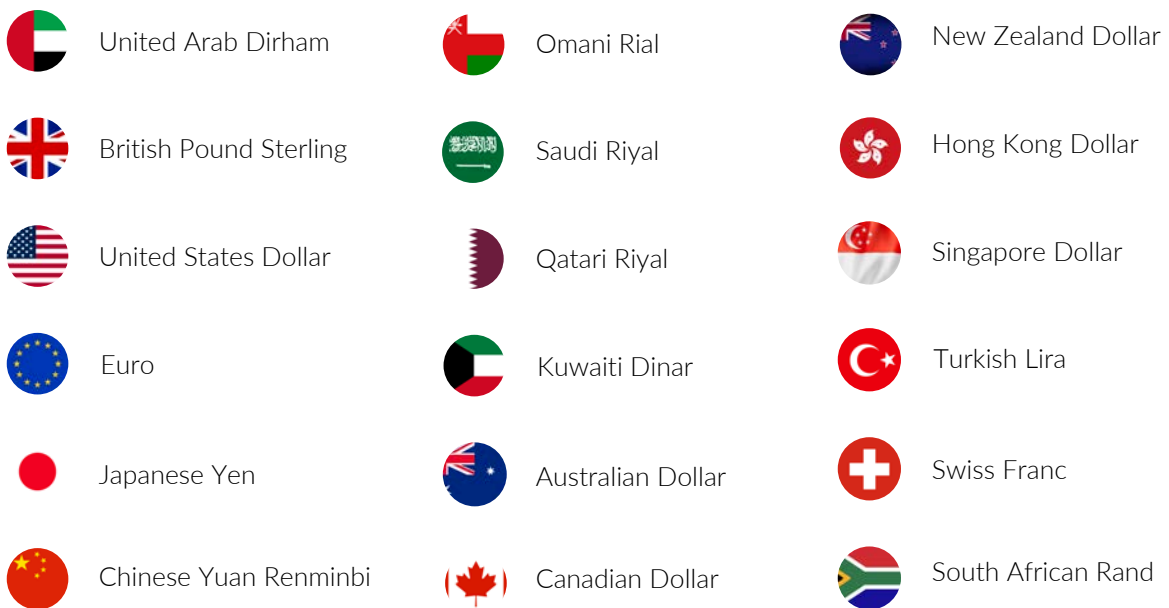 United Arab Dirham
British Pound Sterling
United States Dollar
Euro
Japanese Yen
Chinese Yuan Renminbi
Omani Rial
Saudi Riyal
Qatari Riyal
Kuwaiti Dinar
Australian Dollar
Canadian Dollar
New Zealand Dollar
Hong Kong Dollar
Singapore Dollar
Turkish Lira
Swiss Franc
South African Rand